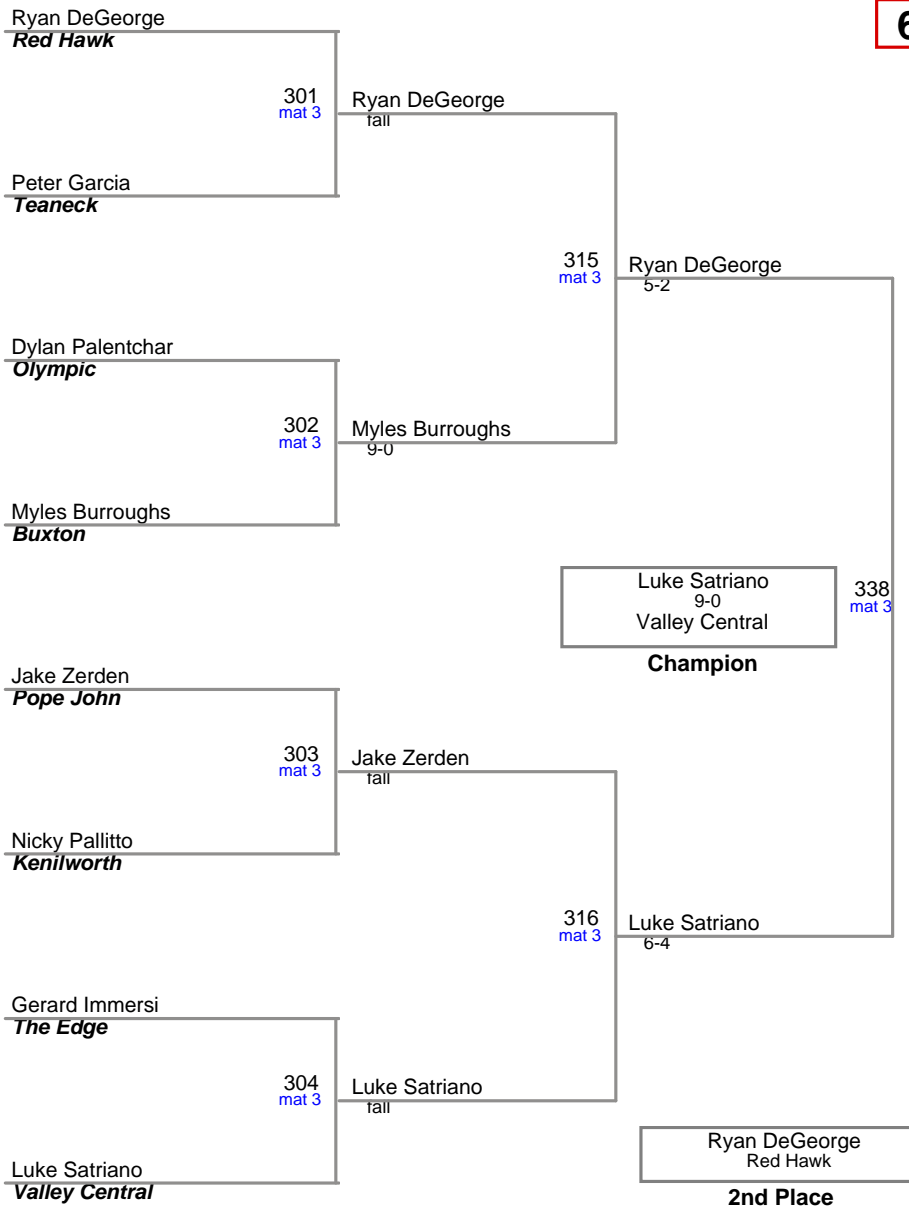 Ryan DeGeorge
Red Hawk
6
301
mat 3
Ryan DeGeorge
fall
Peter Garcia
Teaneck
315
mat 3
Ryan DeGeorge
5-2
Dylan Palentchar
Olympic
302
mat 3
Myles Burroughs
9-0
Myles Burroughs
Buxton
Luke Satriano
9-0
Valley Central
338
mat 3
Champion
Jake Zerden
Pope John
303
mat 3
Jake Zerden
fall
Nicky Pallitto
Kenilworth
316
mat 3
Luke Satriano
6-4
Gerard Immersi
The Edge
304
mat 3
Luke Satriano
fall
Luke Satriano
Valley Central
Ryan DeGeorge
Red Hawk
2nd Place